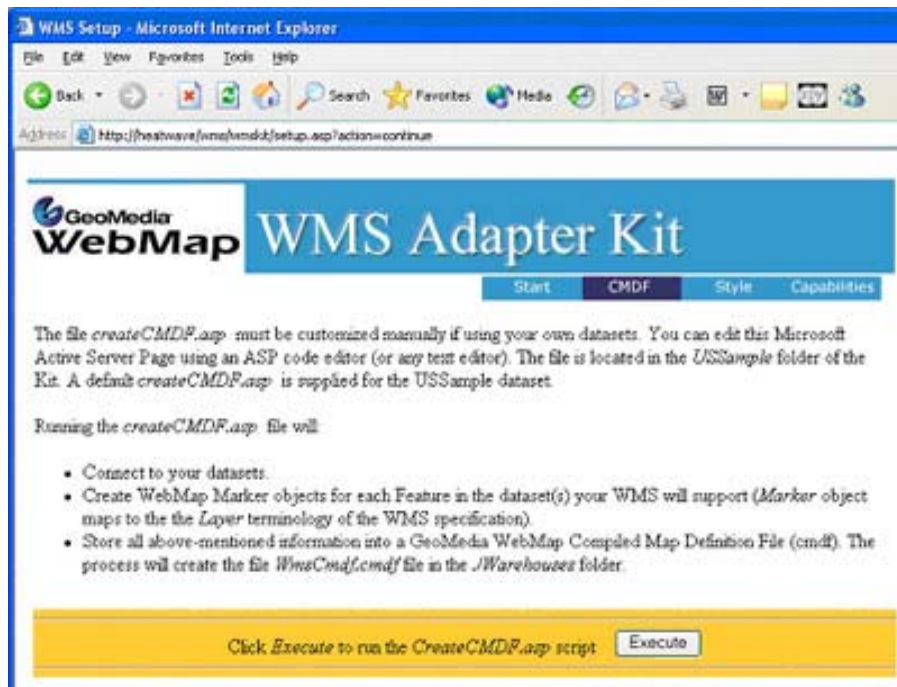 WMS Setup - Microsoft Internet Explorer
File Edit View Favorites Tools Help
Back Search Favorites Media
Address http://heatwave/wms/wmskit/setup.asp?action=continue
GeoMedia
WebMap
WMS Adapter Kit
Start CMDF Style Capabilities
The file createCMDF.asp must be customized manually if using your own datasets. You can edit this Microsoft
Active Server Page using an ASP code editor (or any text editor). The file is located in the USSample folder of the
Kit. A default createCMDF.asp is supplied for the USSample dataset.
Running the createCMDF.asp file will:
• Connect to your datasets.
• Create WebMap Marker objects for each Feature in the dataset(s) your WMS will support (Marker object
maps to the the Layer terminology of the WMS specification).
• Store all above-mentioned information into a GeoMedia WebMap Compiled Map Definition File (cmdf). The
process will create the file WmsCmdf.cmdf file in the ./Warehouses folder.
Click Execute to run the CreateCMDF.asp script Execute